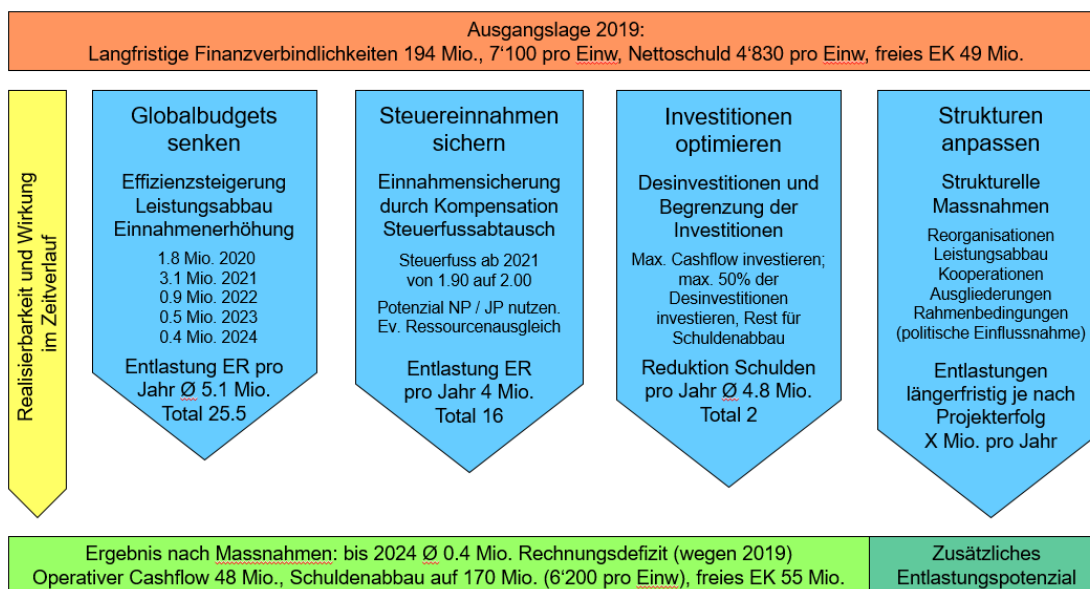 Ausgangslage 2019:
Langfristige Finanzverbindlichkeiten 194 Mio., 7‘100 pro Einw, Nettoschuld 4‘830 pro Einw, freies EK 49 Mio.
Realisierbarkeit und Wirkung
im Zeitverlauf
Globalbudgets
senken
Effizienzsteigerung
Leistungsabbau
Einnahmenerhöhung
1.8 Mio. 2020
3.1 Mio. 2021
0.9 Mio. 2022
0.5 Mio. 2023
0.4 Mio. 2024
Entlastung ER pro
Jahr Ø 5.1 Mio.
Total 25.5
Steuereinnahmen
sichern
Einnahmensicherung
durch Kompensation
Steuerfussabtausch
Steuerfuss ab 2021
von 1.90 auf 2.00
Potenzial NP / JP nutzen.
Ev. Ressourcenausgleich
Entlastung ER
pro Jahr 4 Mio.
Total 16
Investitionen
optimieren
Desinvestitionen und
Begrenzung der
Investitionen
Max. Cashflow investieren;
max. 50% der
Desinvestitionen
investieren, Rest für
Schuldenabbau
Reduktion Schulden
pro Jahr Ø 4.8 Mio.
Total 2
Strukturen
anpassen
Strukturelle
Massnahmen
Reorganisationen
Leistungsabbau
Kooperationen
Ausgliederungen
Rahmenbedingungen
(politische Einflussnahme)
Entlastungen
längerfristig je nach
Projekterfolg
X Mio. pro Jahr
Ergebnis nach Massnahmen: bis 2024 Ø 0.4 Mio. Rechnungsdefizit (wegen 2019)
Operativer Cashflow 48 Mio., Schuldenabbau auf 170 Mio. (6‘200 pro Einw), freies EK 55 Mio.
Zusätzliches
Entlastungspotenzial